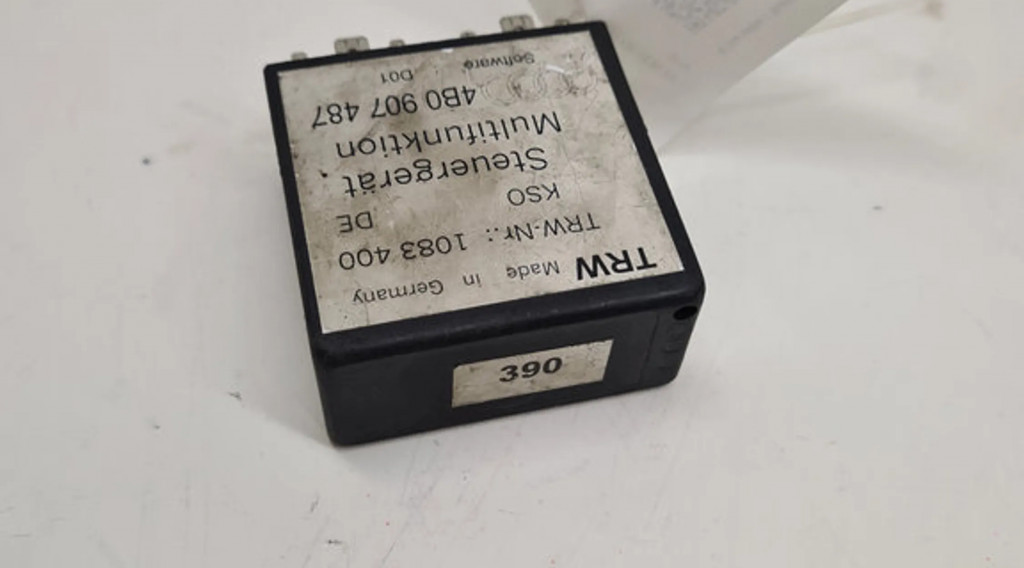 TRW Made in Germany
TRW-Nr.: 1083 400
KSO DE
Steuergerät
Multifunktion
4B0 907 487
Software D01
390